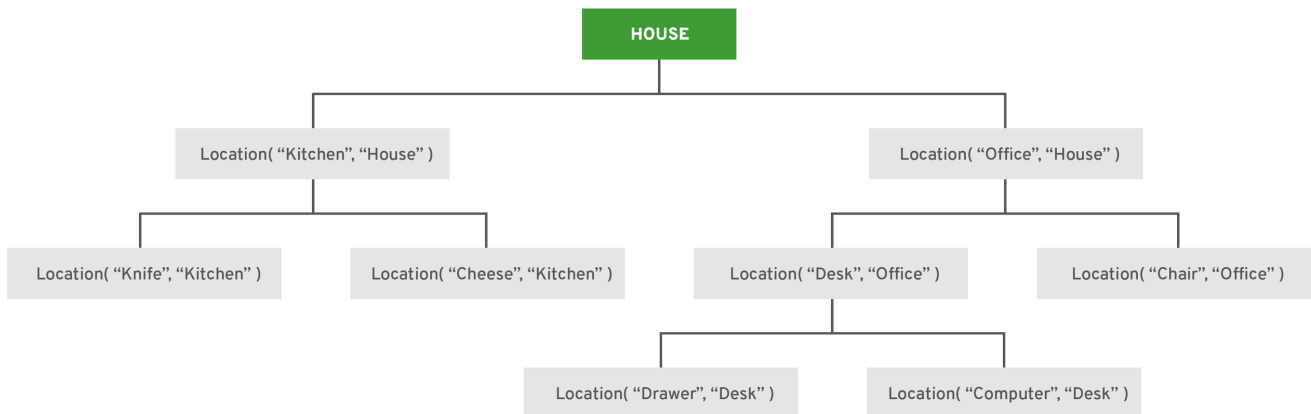 HOUSE
Location( “Kitchen”, “House” )
Location( “Office”, “House” )
Location( “Knife”, “Kitchen” )
Location( “Cheese”, “Kitchen” )
Location( “Desk”, “Office” )
Location( “Chair”, “Office” )
Location( “Drawer”, “Desk” )
Location( “Computer”, “Desk” )